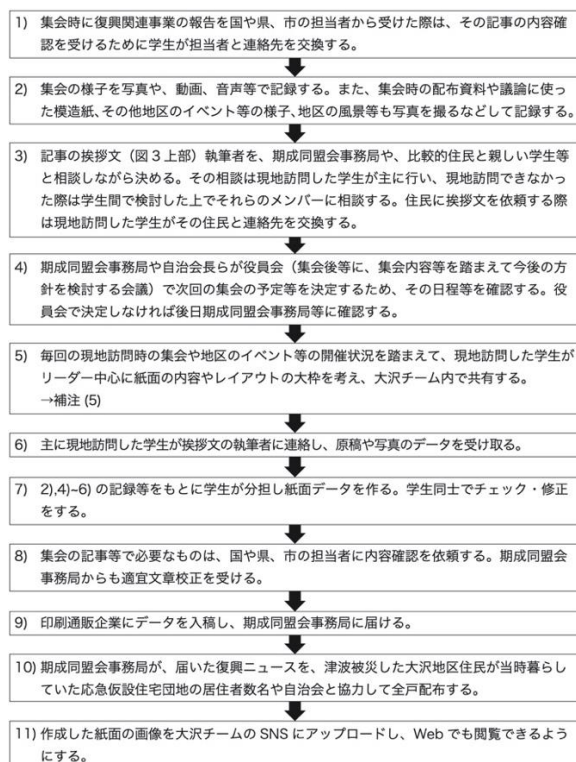 1) 集会時に復興関連事業の報告を国や県、市の担当者から受けた際は、その記事の内容確
認を受けるために学生が担当者と連絡先を交換する。
2) 集会の様子を写真や、動画、音声等で記録する。また、集会時の配布資料や議論に使っ
た模造紙、その他地区のイベント等の様子、地区の風景等も写真を撮るなどして記録する。
3) 記事の挨拶文（図 3 上部）執筆者を、期成同盟会事務局や、比較的住民と親しい学生等
と相談しながら決める。その相談は現地訪問した学生が主に行い、現地訪問できなかっ
た際は学生間で検討した上でそれらのメンバーに相談する。住民に挨拶文を依頼する際
は現地訪問した学生がその住民と連絡先を交換する。
4) 期成同盟会事務局や自治会長らが役員会（集会後等に、集会内容等を踏まえて今後の方
針を検討する会議）で次回の集会の予定等を決定するため、その日程等を確認する。役
員会で決定しなければ後日期成同盟会事務局等に確認する。
5) 毎回の現地訪問時の集会や地区のイベント等の開催状況を踏まえて、現地訪問した学生が
リーダー中心に紙面の内容やレイアウトの大枠を考え、大沢チーム内で共有する。
→補注 (5)
6) 主に現地訪問した学生が挨拶文の執筆者に連絡し、原稿や写真のデータを受け取る。
7) 2),4)~6) の記録等をもとに学生が分担し紙面データを作る。学生同士でチェック・修正
をする。
8) 集会の記事等で必要なものは、国や県、市の担当者に内容確認を依頼する。期成同盟会
事務局からも適宜文章校正を受ける。
9) 印刷通販企業にデータを入稿し、期成同盟会事務局に届ける。
10) 期成同盟会事務局が、届いた復興ニュースを、津波被災した大沢地区住民が当時暮らし
ていた応急仮設住宅団地の居住者数名や自治会と協力して全戸配布する。
11) 作成した紙面の画像を大沢チームの SNS にアップロードし、Web でも閲覧できるよう
にする。